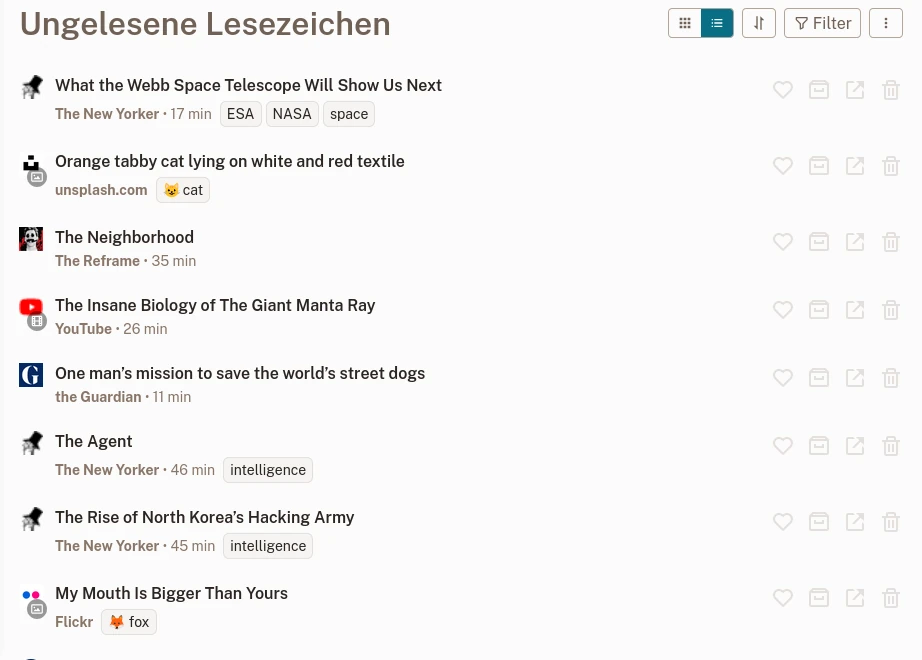 Ungelesene Lesezeichen
Filter
What the Webb Space Telescope Will Show Us Next
The New Yorker • 17 min ESA NASA space
Orange tabby cat lying on white and red textile
unsplash.com 😺 cat
The Neighborhood
The Reframe • 35 min
The Insane Biology of The Giant Manta Ray
YouTube • 26 min
One man’s mission to save the world’s street dogs
the Guardian • 11 min
The Agent
The New Yorker • 46 min intelligence
The Rise of North Korea’s Hacking Army
The New Yorker • 45 min intelligence
My Mouth Is Bigger Than Yours
Flickr 🦊 fox